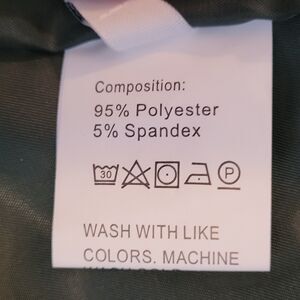 Composition:
95% Polyester
5% Spandex
30 P
WASH WITH LIKE
COLORS. MACHINE